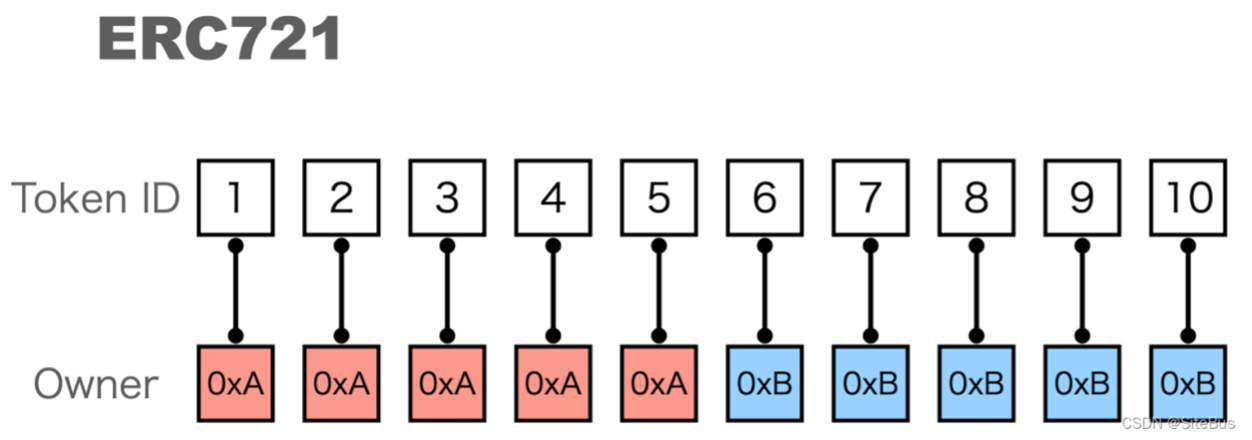 ERC721
Token ID 1 2 3 4 5 6 7 8 9 10
Owner 0xA 0xA 0xA 0xA 0xA 0xB 0xB 0xB 0xB 0xB
CSDN @SiteBus